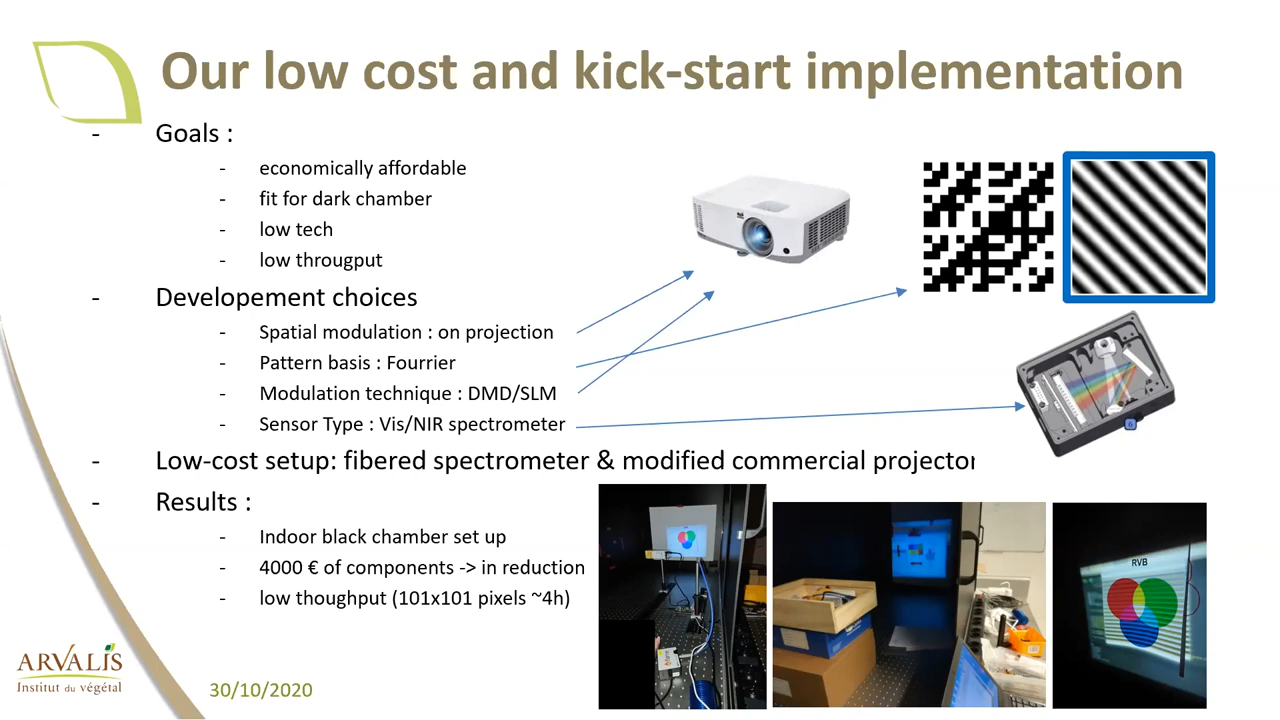 Our low cost and kick-start implementation
- Goals :
- economically affordable
- fit for dark chamber
- low tech
- low througput
- Developement choices
- Spatial modulation : on projection
- Pattern basis : Fourrier
- Modulation technique : DMD/SLM
- Sensor Type : Vis/NIR spectrometer
6
- Low-cost setup: fibered spectrometer & modified commercial projector
- Results :
- Indoor black chamber set up
- 4000 € of components -> in reduction
- low thoughput (101x101 pixels ~4h)
RVB
ARVALIS
Institut du végétal
30/10/2020